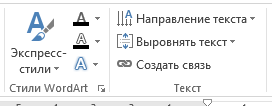 Экспресс-
стили
Направление текста
Выровнять текст
Создать связь
Стили WordArt
Текст